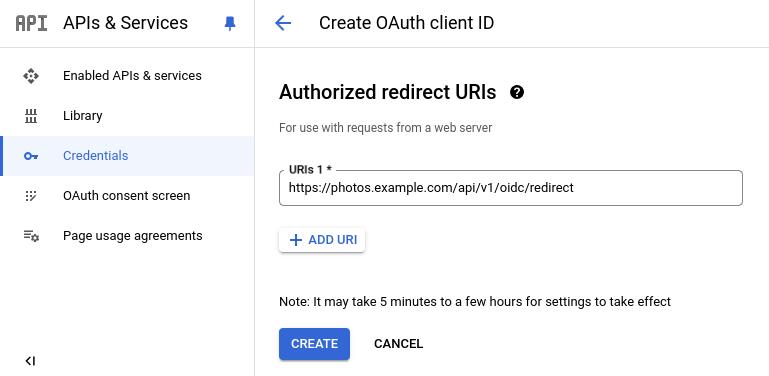 API APIs & Services
Create OAuth client ID
Enabled APIs & services
Library
Credentials
OAuth consent screen
Page usage agreements
Authorized redirect URIs
For use with requests from a web server
URIs 1 *
https://photos.example.com/api/v1/oidc/redirect
ADD URI
Note: It may take 5 minutes to a few hours for settings to take effect
CREATE CANCEL